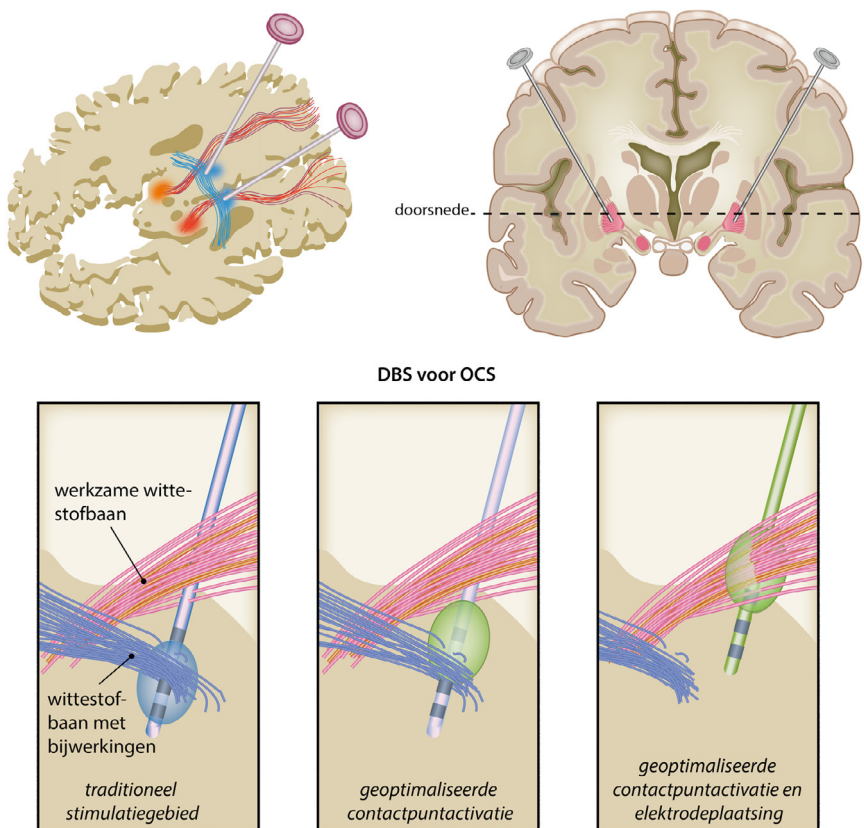 doorsnede
DBS voor OCS
werkzame witte-
stofbaan
wittestof-
baan met
bijwerkingen
traditioneel
stimulatiegebied
geoptimaliseerde
contactpuntactivatie
geoptimaliseerde
contactpuntactivatie en
elektrodeplaatsing